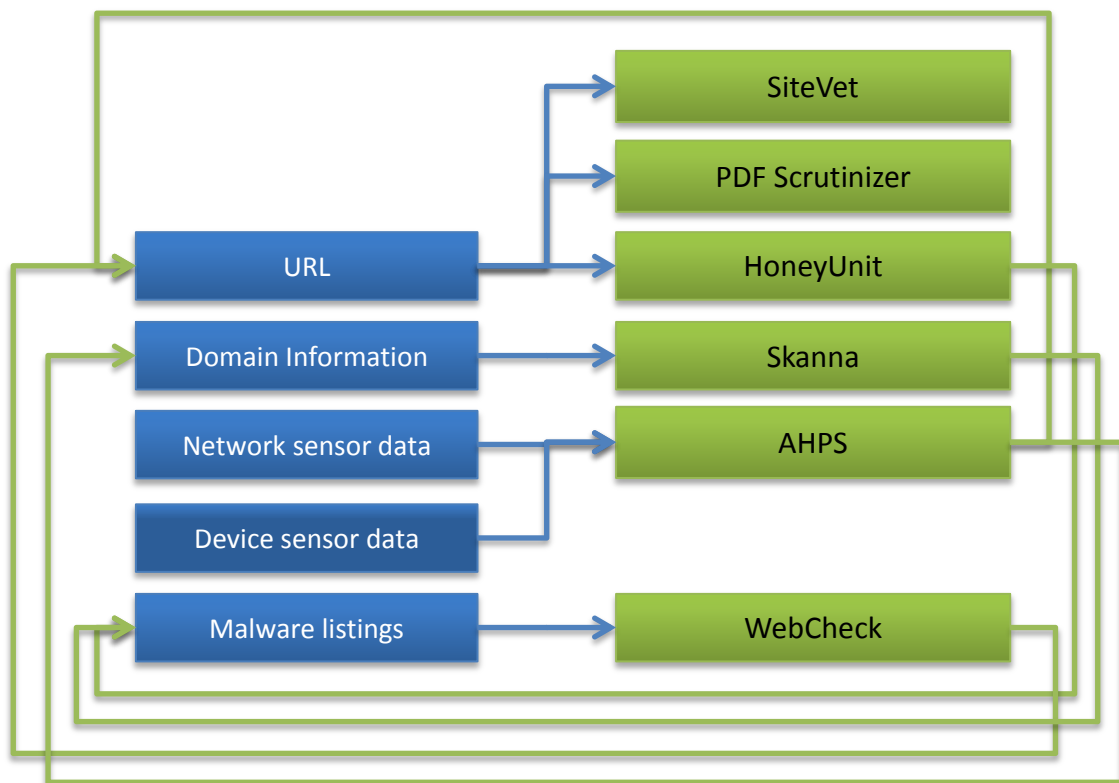 SiteVet
PDF Scrutinizer
URL
HoneyUnit
Domain Information
Skanna
Network sensor data
AHPS
Device sensor data
Malware listings
WebCheck